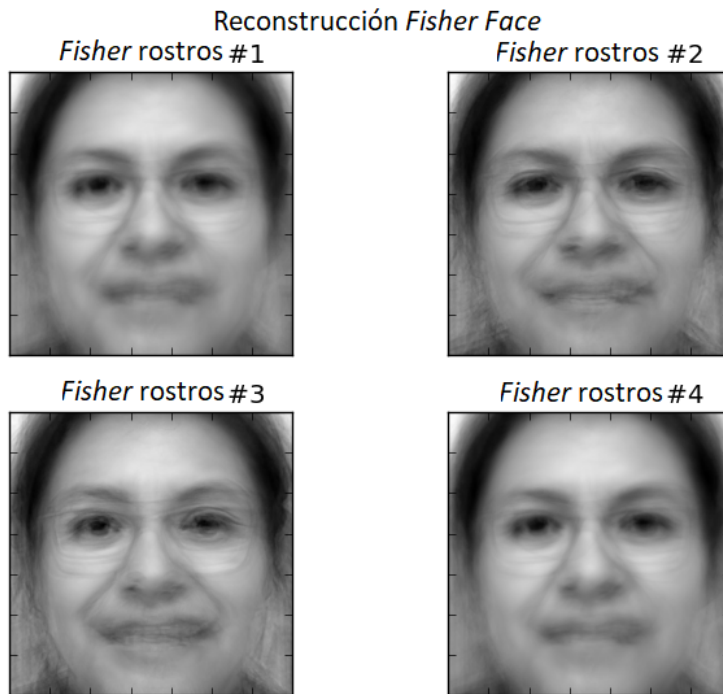 Reconstrucción Fisher Face
Fisher rostros #1
Fisher rostros #2
Fisher rostros #3
Fisher rostros #4